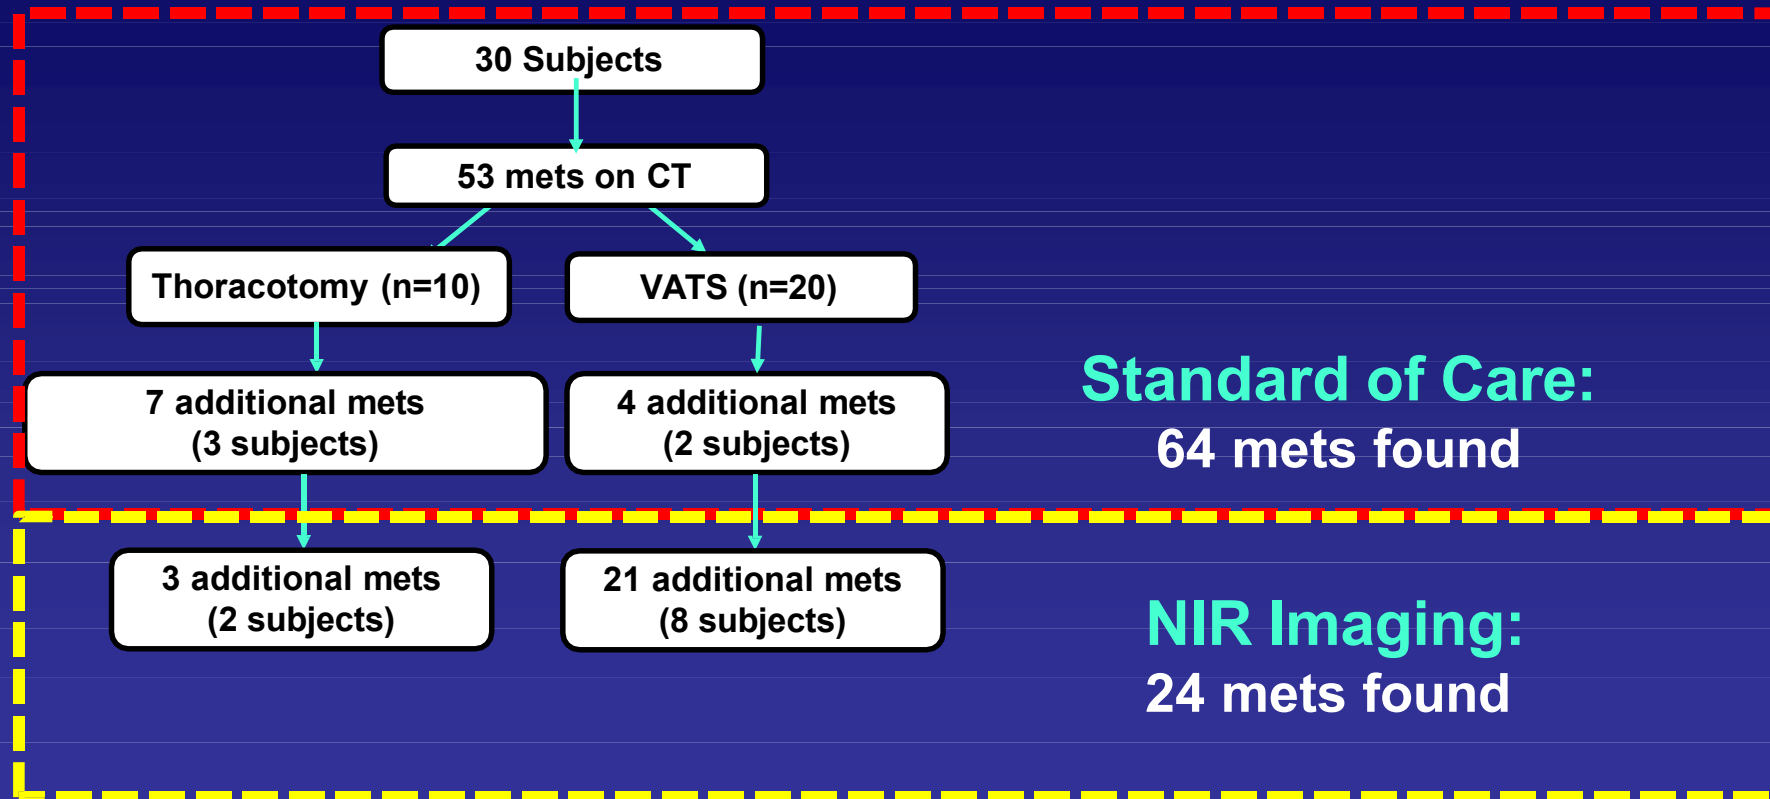 30 Subjects
53 mets on CT
Thoracotomy (n=10)
VATS (n=20)
7 additional mets
(3 subjects)
4 additional mets
(2 subjects)
Standard of Care:
64 mets found
3 additional mets
(2 subjects)
21 additional mets
(8 subjects)
NIR Imaging:
24 mets found